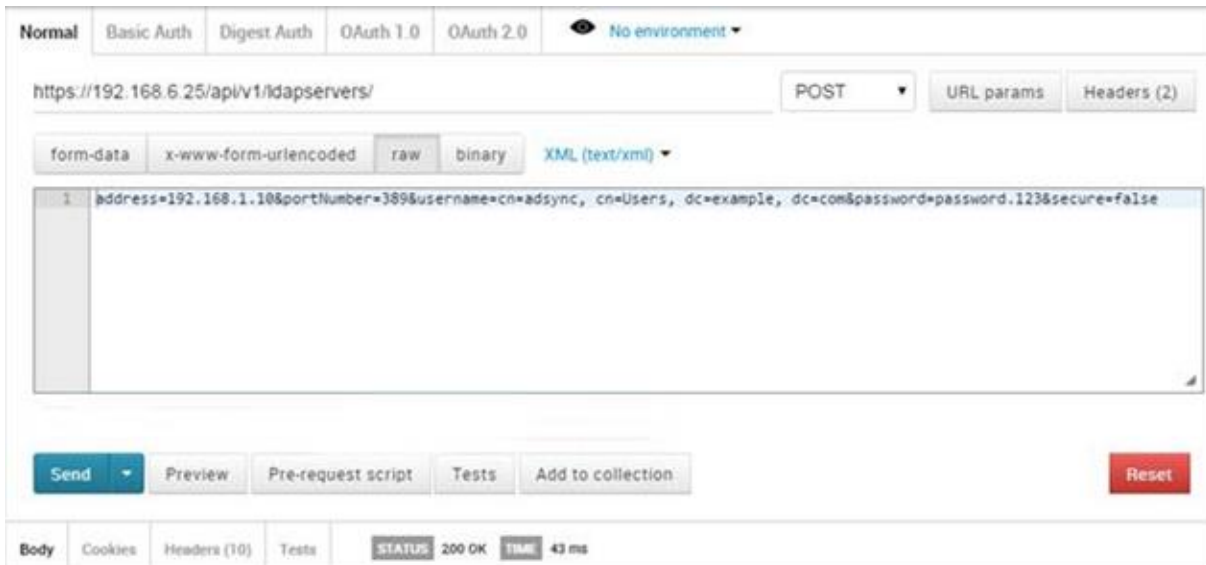 Normal Basic Auth Digest Auth OAuth 1.0 OAuth 2.0 No environment
https://192.168.6.25/api/v1/ldapservers/ POST URL params Headers (2)
form-data x-www-form-urlencoded raw binary XML (text/xml)
1 address=192.168.1.10&portNumber=389&username=cn=adsync, cn=Users, dc=example, dc=com&password=password.123&secure=false
Send Preview Pre-request script Tests Add to collection Reset
Body Cookies Headers (10) Tests STATUS 200 OK TIME 43 ms